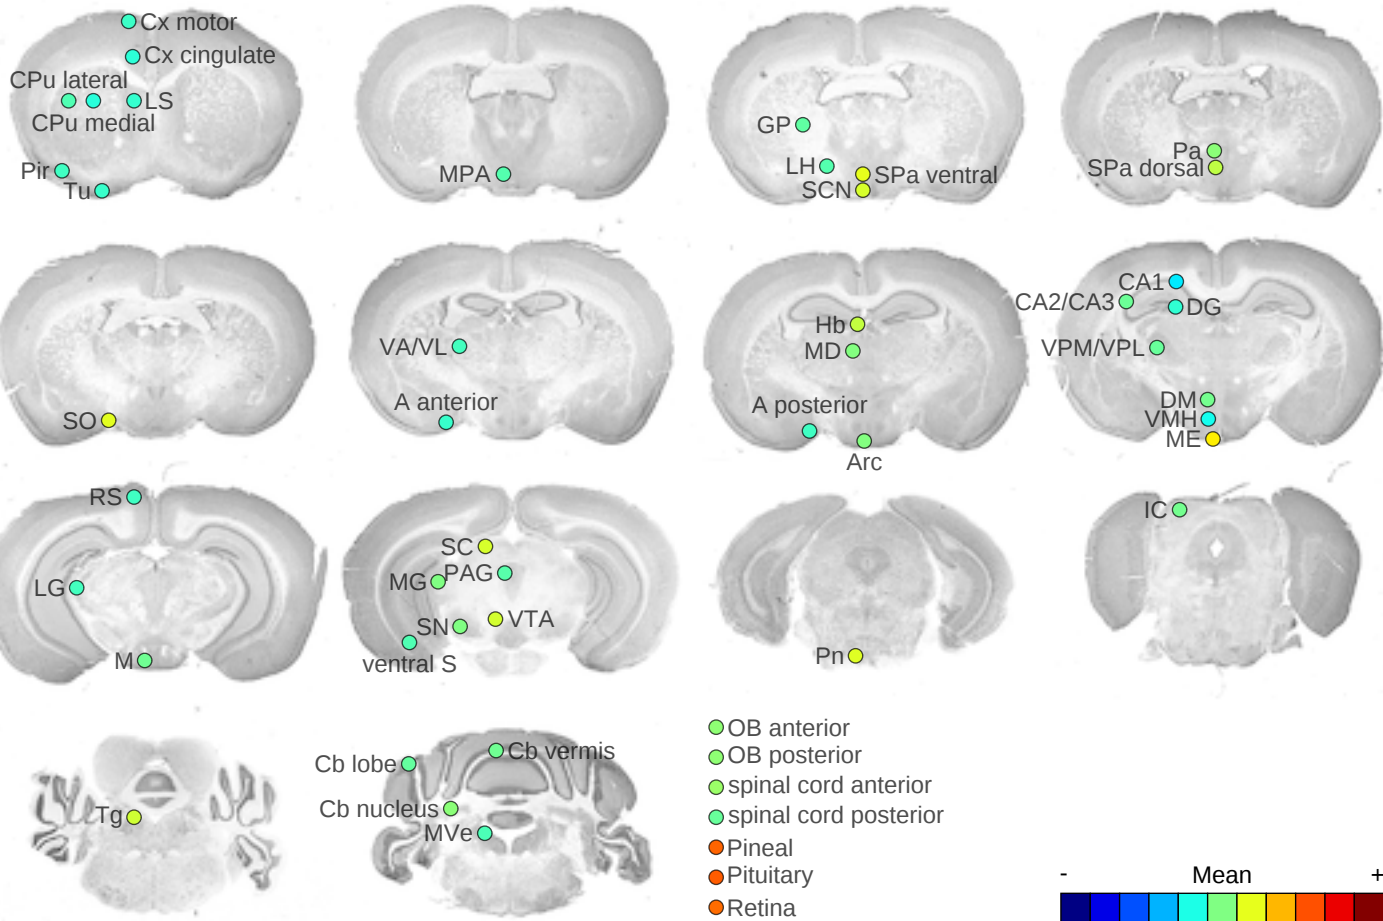 Cx motor
Cx cingulate
CPu lateral
LS
CPu medial
Pir
Tu
MPA
GP
LH
SPa ventral
SCN
Pa
SPa dorsal
SO
VA/VL
A anterior
Hb
MD
A posterior
Arc
CA1
CA2/CA3
DG
VPM/VPL
DM
VMH
ME
RS
LG
M
SC
MG
PAG
SN
VTA
ventral S
Pn
IC
Tg
Cb lobe
Cb vermis
Cb nucleus
MVe
OB anterior
OB posterior
spinal cord anterior
spinal cord posterior
Pineal
Pituitary
Retina
- Mean +